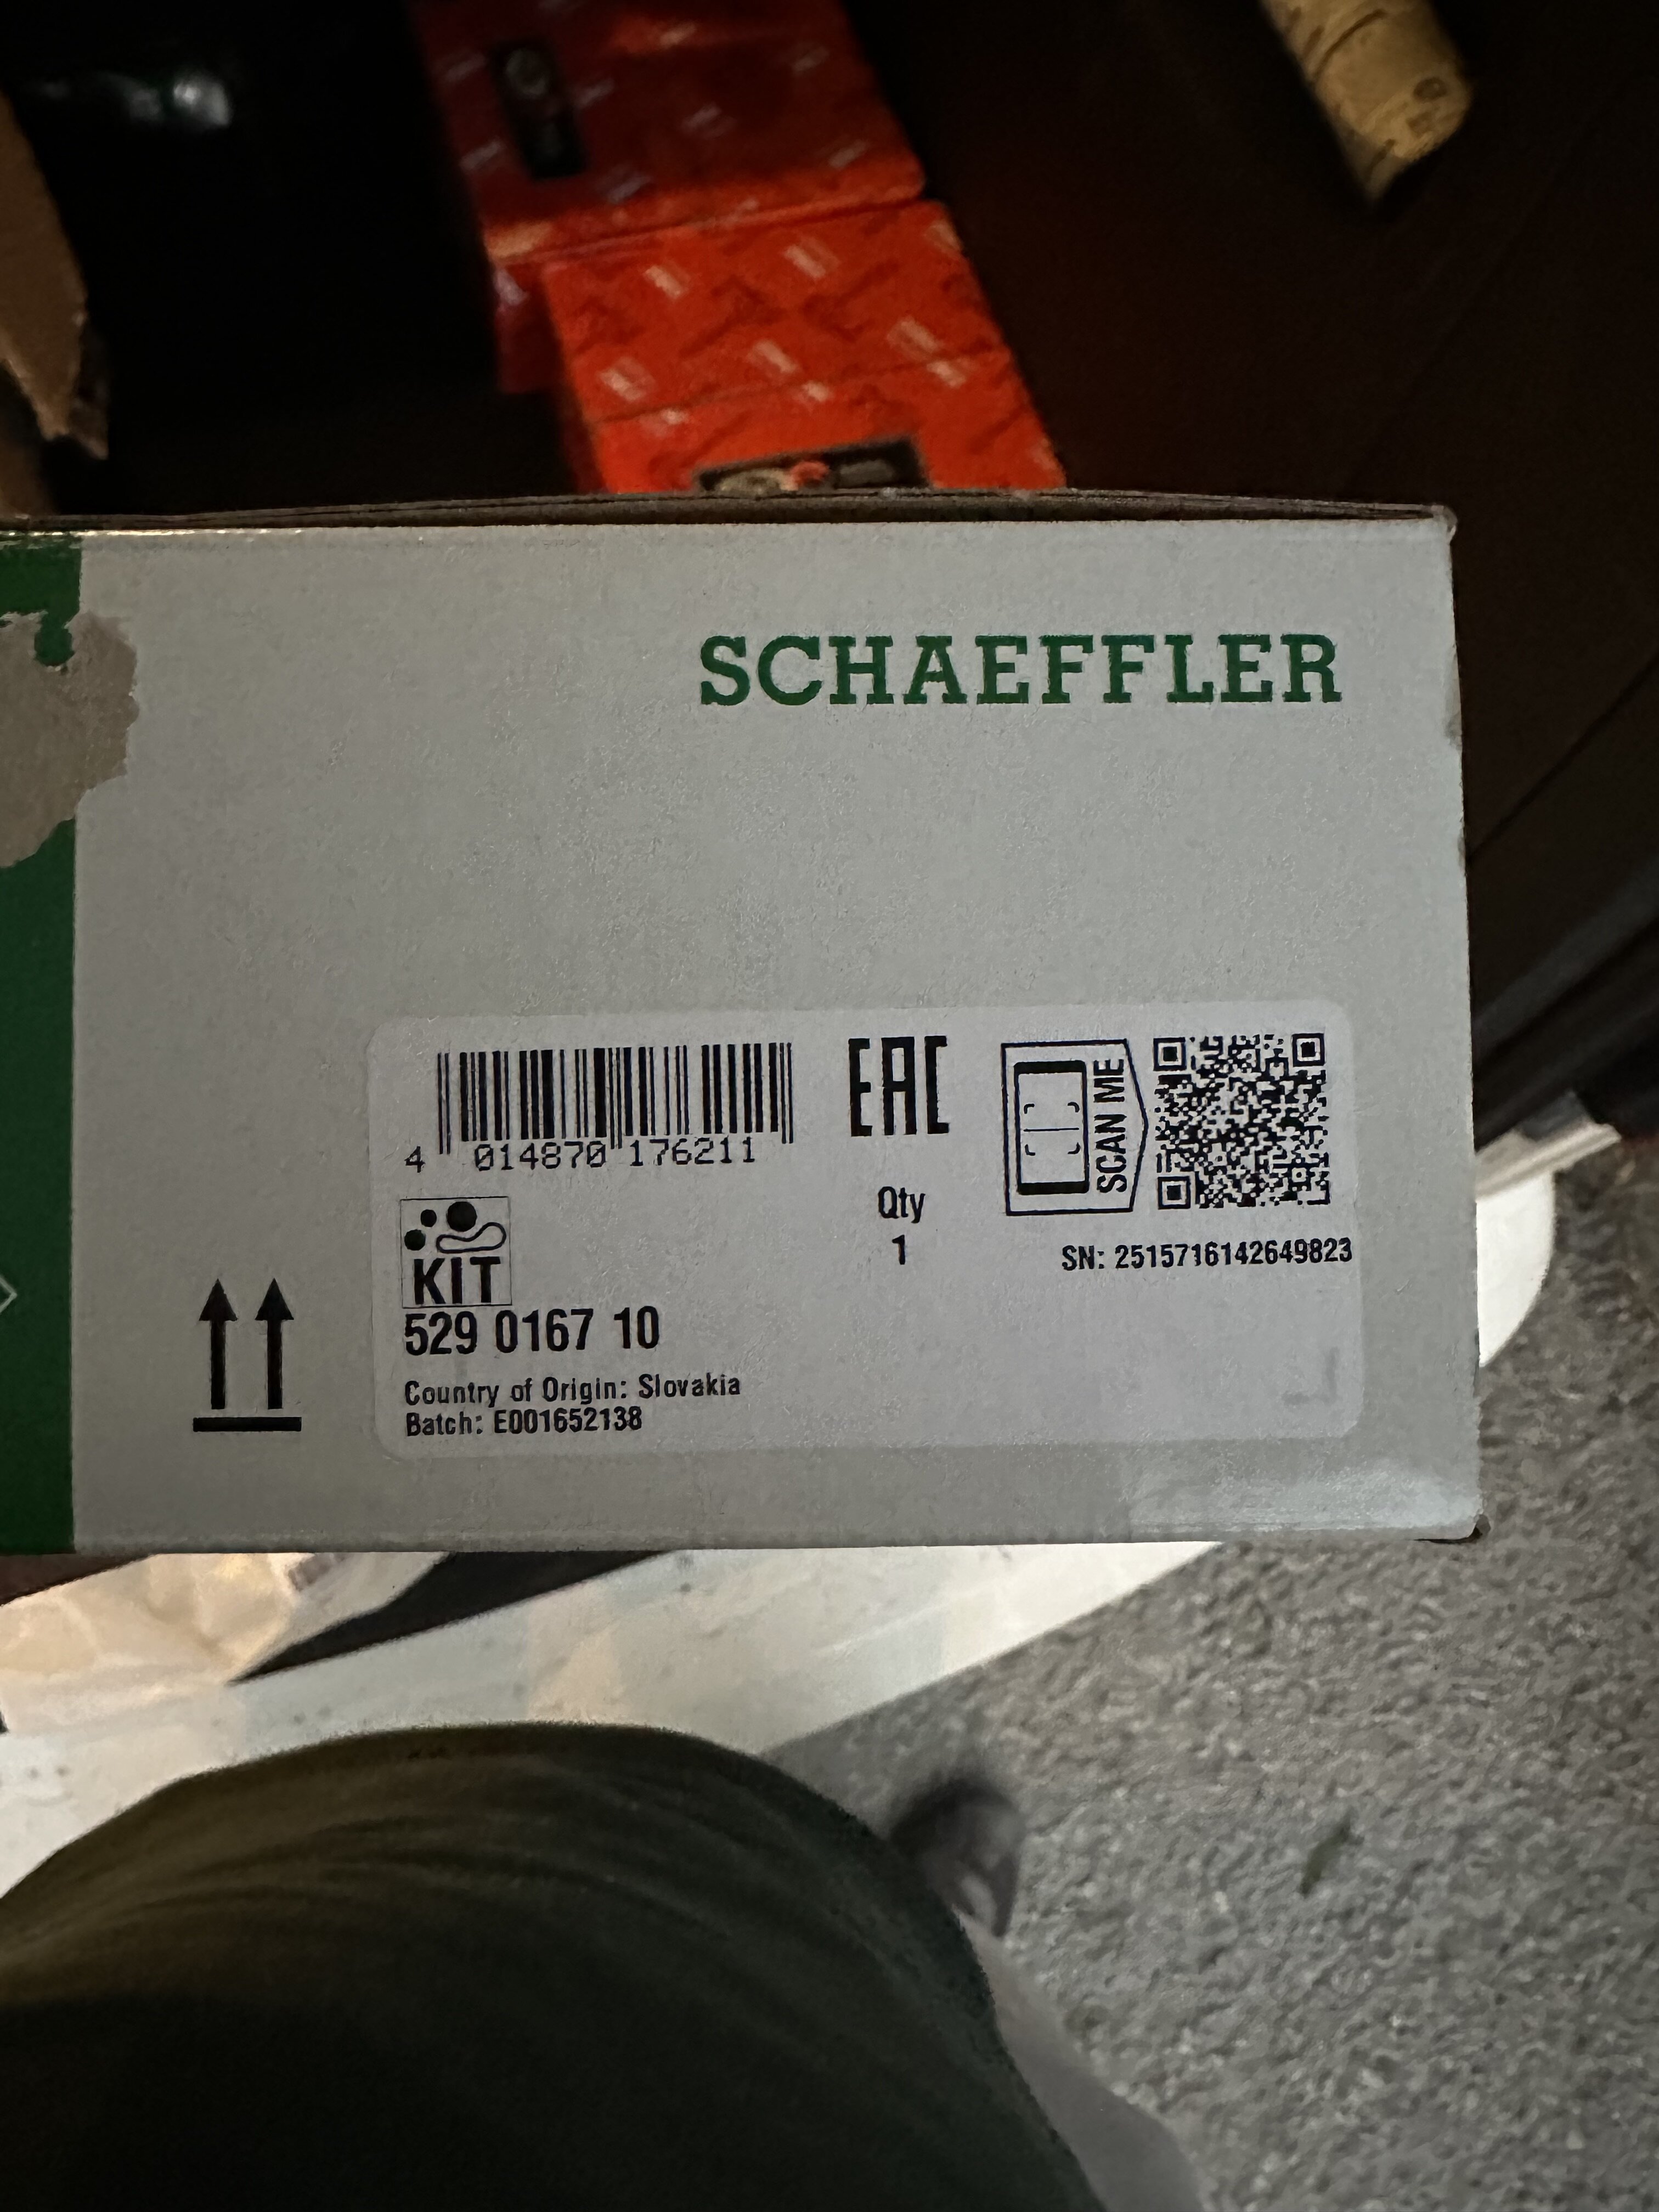 SCHAEFFLER
4 014870 176211
EAC
SCAN ME
Qty
1
SN: 2515716142649823
KIT
529 0167 10
Country of Origin: Slovakia
Batch: E001652138